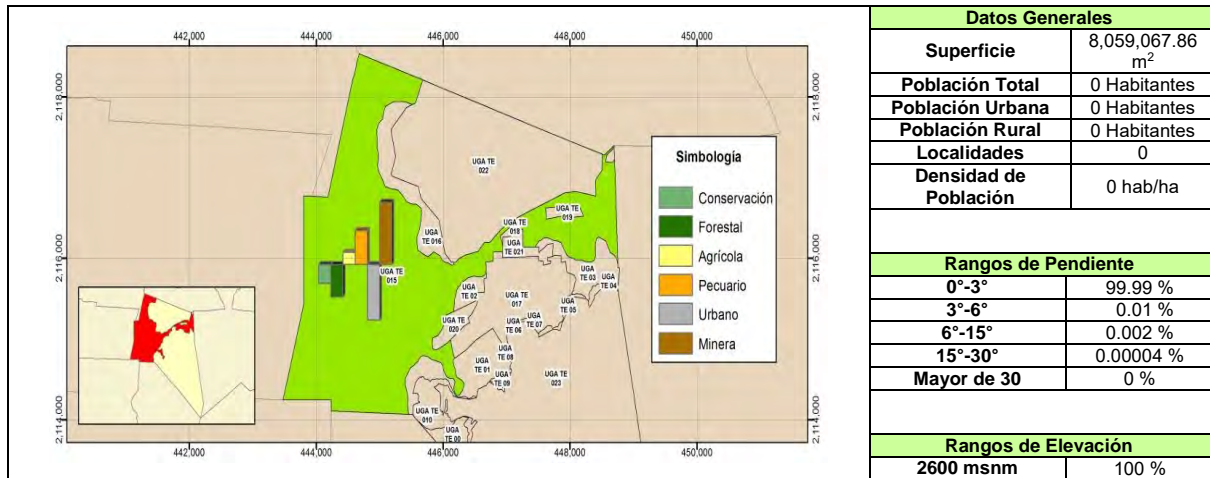 442,000 444,000 446,000 448,000 450,000
2,118,000 2,118,000
2,116,000 2,116,000
2,114,000 2,114,000
442,000 444,000 446,000 448,000 450,000
UGA TE
022
UGA TE
019
UGA TE
018
UGA
TE 016
UGA
TE 021
UGA TE
015
UGA
TE 03
UGA
TE 04
UGA
TE 02
UGA TE
017
UGA
TE 05
UGA
TE 020
UGA
TE 06
UGA
TE 07
UGA
TE 08
UGA
TE 01
UGA
TE 09
UGA TE
023
UGA TE
010
UGA
TE 00
Simbología
Conservación
Forestal
Agrícola
Pecuario
Urbano
Minera
Datos Generales
Superficie 8,059,067.86 m²
Población Total 0 Habitantes
Población Urbana 0 Habitantes
Población Rural 0 Habitantes
Localidades 0
Densidad de Población 0 hab/ha
Rangos de Pendiente
0°-3° 99.99 %
3°-6° 0.01 %
6°-15° 0.002 %
15°-30° 0.00004 %
Mayor de 30 0 %
Rangos de Elevación
2600 msnm 100 %